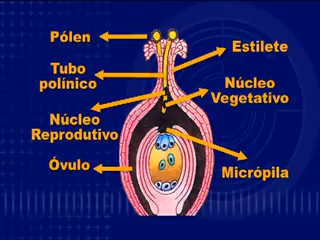 Pólen
Estilete
Tubo
polínico
Núcleo
Vegetativo
Núcleo
Reprodutivo
Óvulo
Micrópila